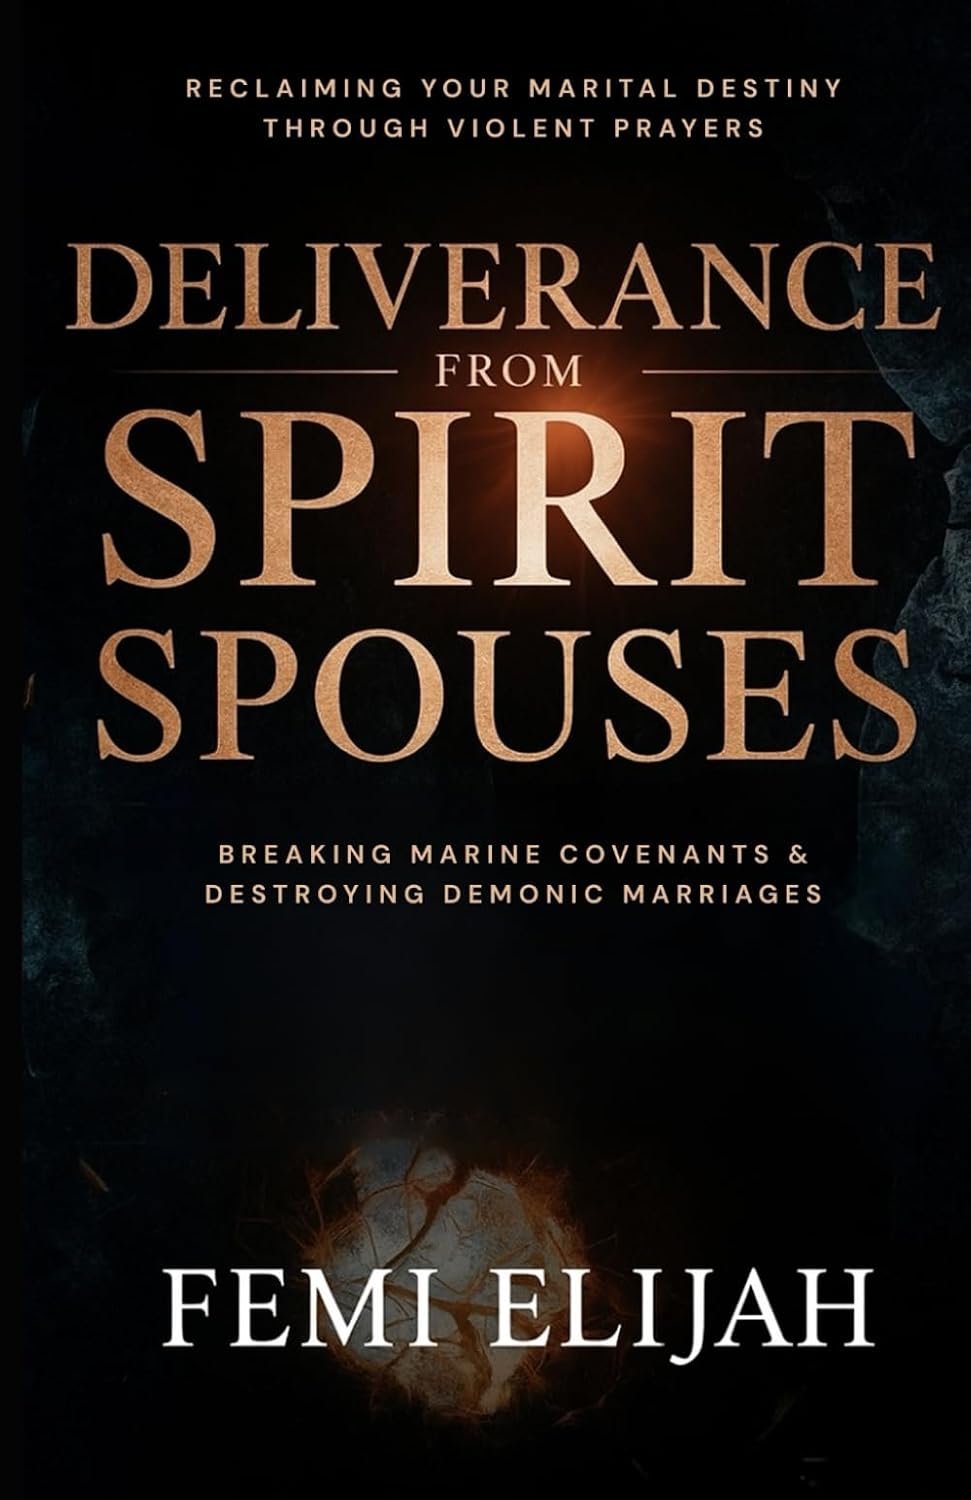 RECLAIMING YOUR MARITAL DESTINY
THROUGH VIOLENT PRAYERS
DELIVERANCE
FROM
SPIRIT
SPOUSES
BREAKING MARINE COVENANTS &
DESTROYING DEMONIC MARRIAGES
FEMI ELIJAH